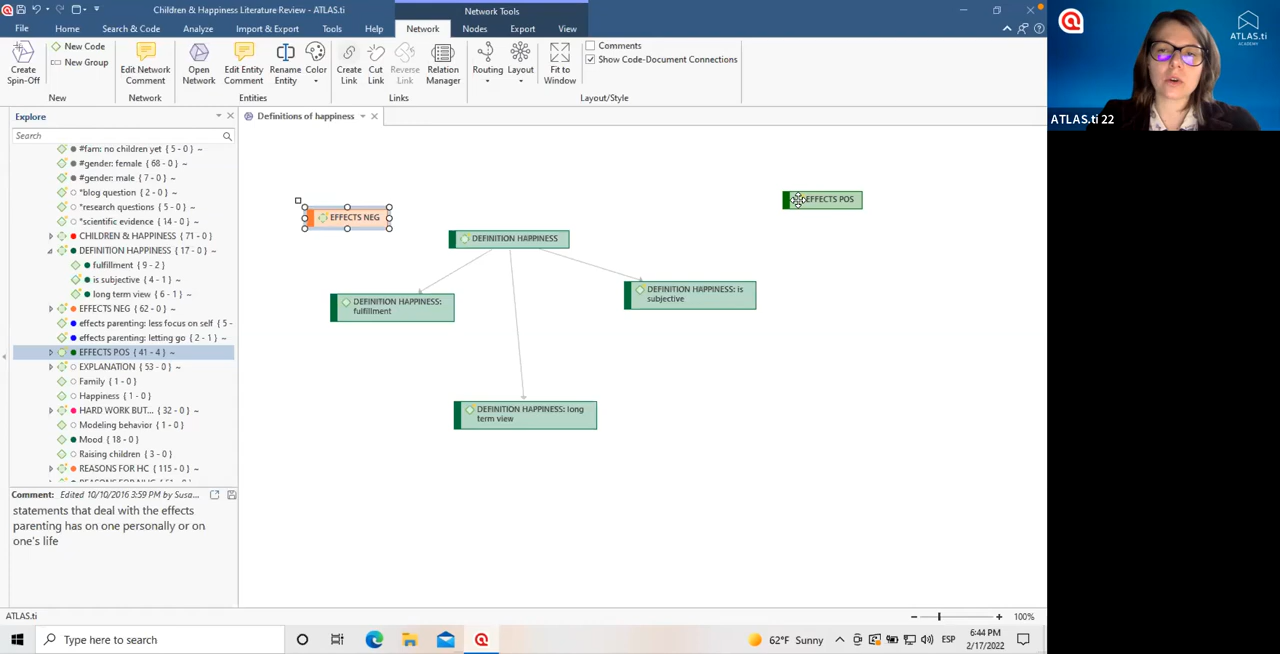 Children & Happiness Literature Review - ATLAS.ti
Network Tools
File
Home
Search & Code
Analyze
Import & Export
Tools
Help
Network
Nodes
Export
View
Create Spin-Off
New Code
New Group
New
Edit Network Comment
Network
Open Network
Edit Entity Comment
Rename Entity
Color
Entities
Create Link
Cut Link
Reverse Link
Relation Manager
Links
Routing
Layout
Fit to Window
Comments
Show Code-Document Connections
Layout/Style
ATLAS.ti
ACADEMY
ATLAS.ti 22
Explore
Definitions of happiness
Search
#fam: no children yet { 5 - 0 } ~
#gender: female { 68 - 0 } ~
#gender: male { 7 - 0 } ~
*blog question { 2 - 0 } ~
*research questions { 5 - 0 } ~
*scientific evidence { 14 - 0 } ~
CHILDREN & HAPPINESS { 71 - 0 }
DEFINITION HAPPINESS { 17 - 0 } ~
fulfillment { 9 - 2 }
is subjective { 4 - 1 }
long term view { 6 - 1 }
EFFECTS NEG { 62 - 0 } ~
effects parenting: less focus on self { 5 -
effects parenting: letting go { 2 - 1 } ~
EFFECTS POS { 41 - 4 } ~
EXPLANATION { 53 - 0 } ~
Family { 1 - 0 }
Happiness { 1 - 0 }
HARD WORK BUT... { 32 - 0 } ~
Modeling behavior { 1 - 0 }
Mood { 18 - 0 }
Raising children { 3 - 0 }
REASONS FOR HC { 115 - 0 } ~
EFFECTS NEG
EFFECTS POS
DEFINITION HAPPINESS
DEFINITION HAPPINESS: is
subjective
DEFINITION HAPPINESS:
fulfillment
DEFINITION HAPPINESS: long
term view
Comment: Edited 10/10/2016 3:59 PM by Susa...
statements that deal with the effects
parenting has on one personally or on
one's life
ATLAS.ti
100%
Type here to search
62°F Sunny
ESP
6:44 PM
2/17/2022